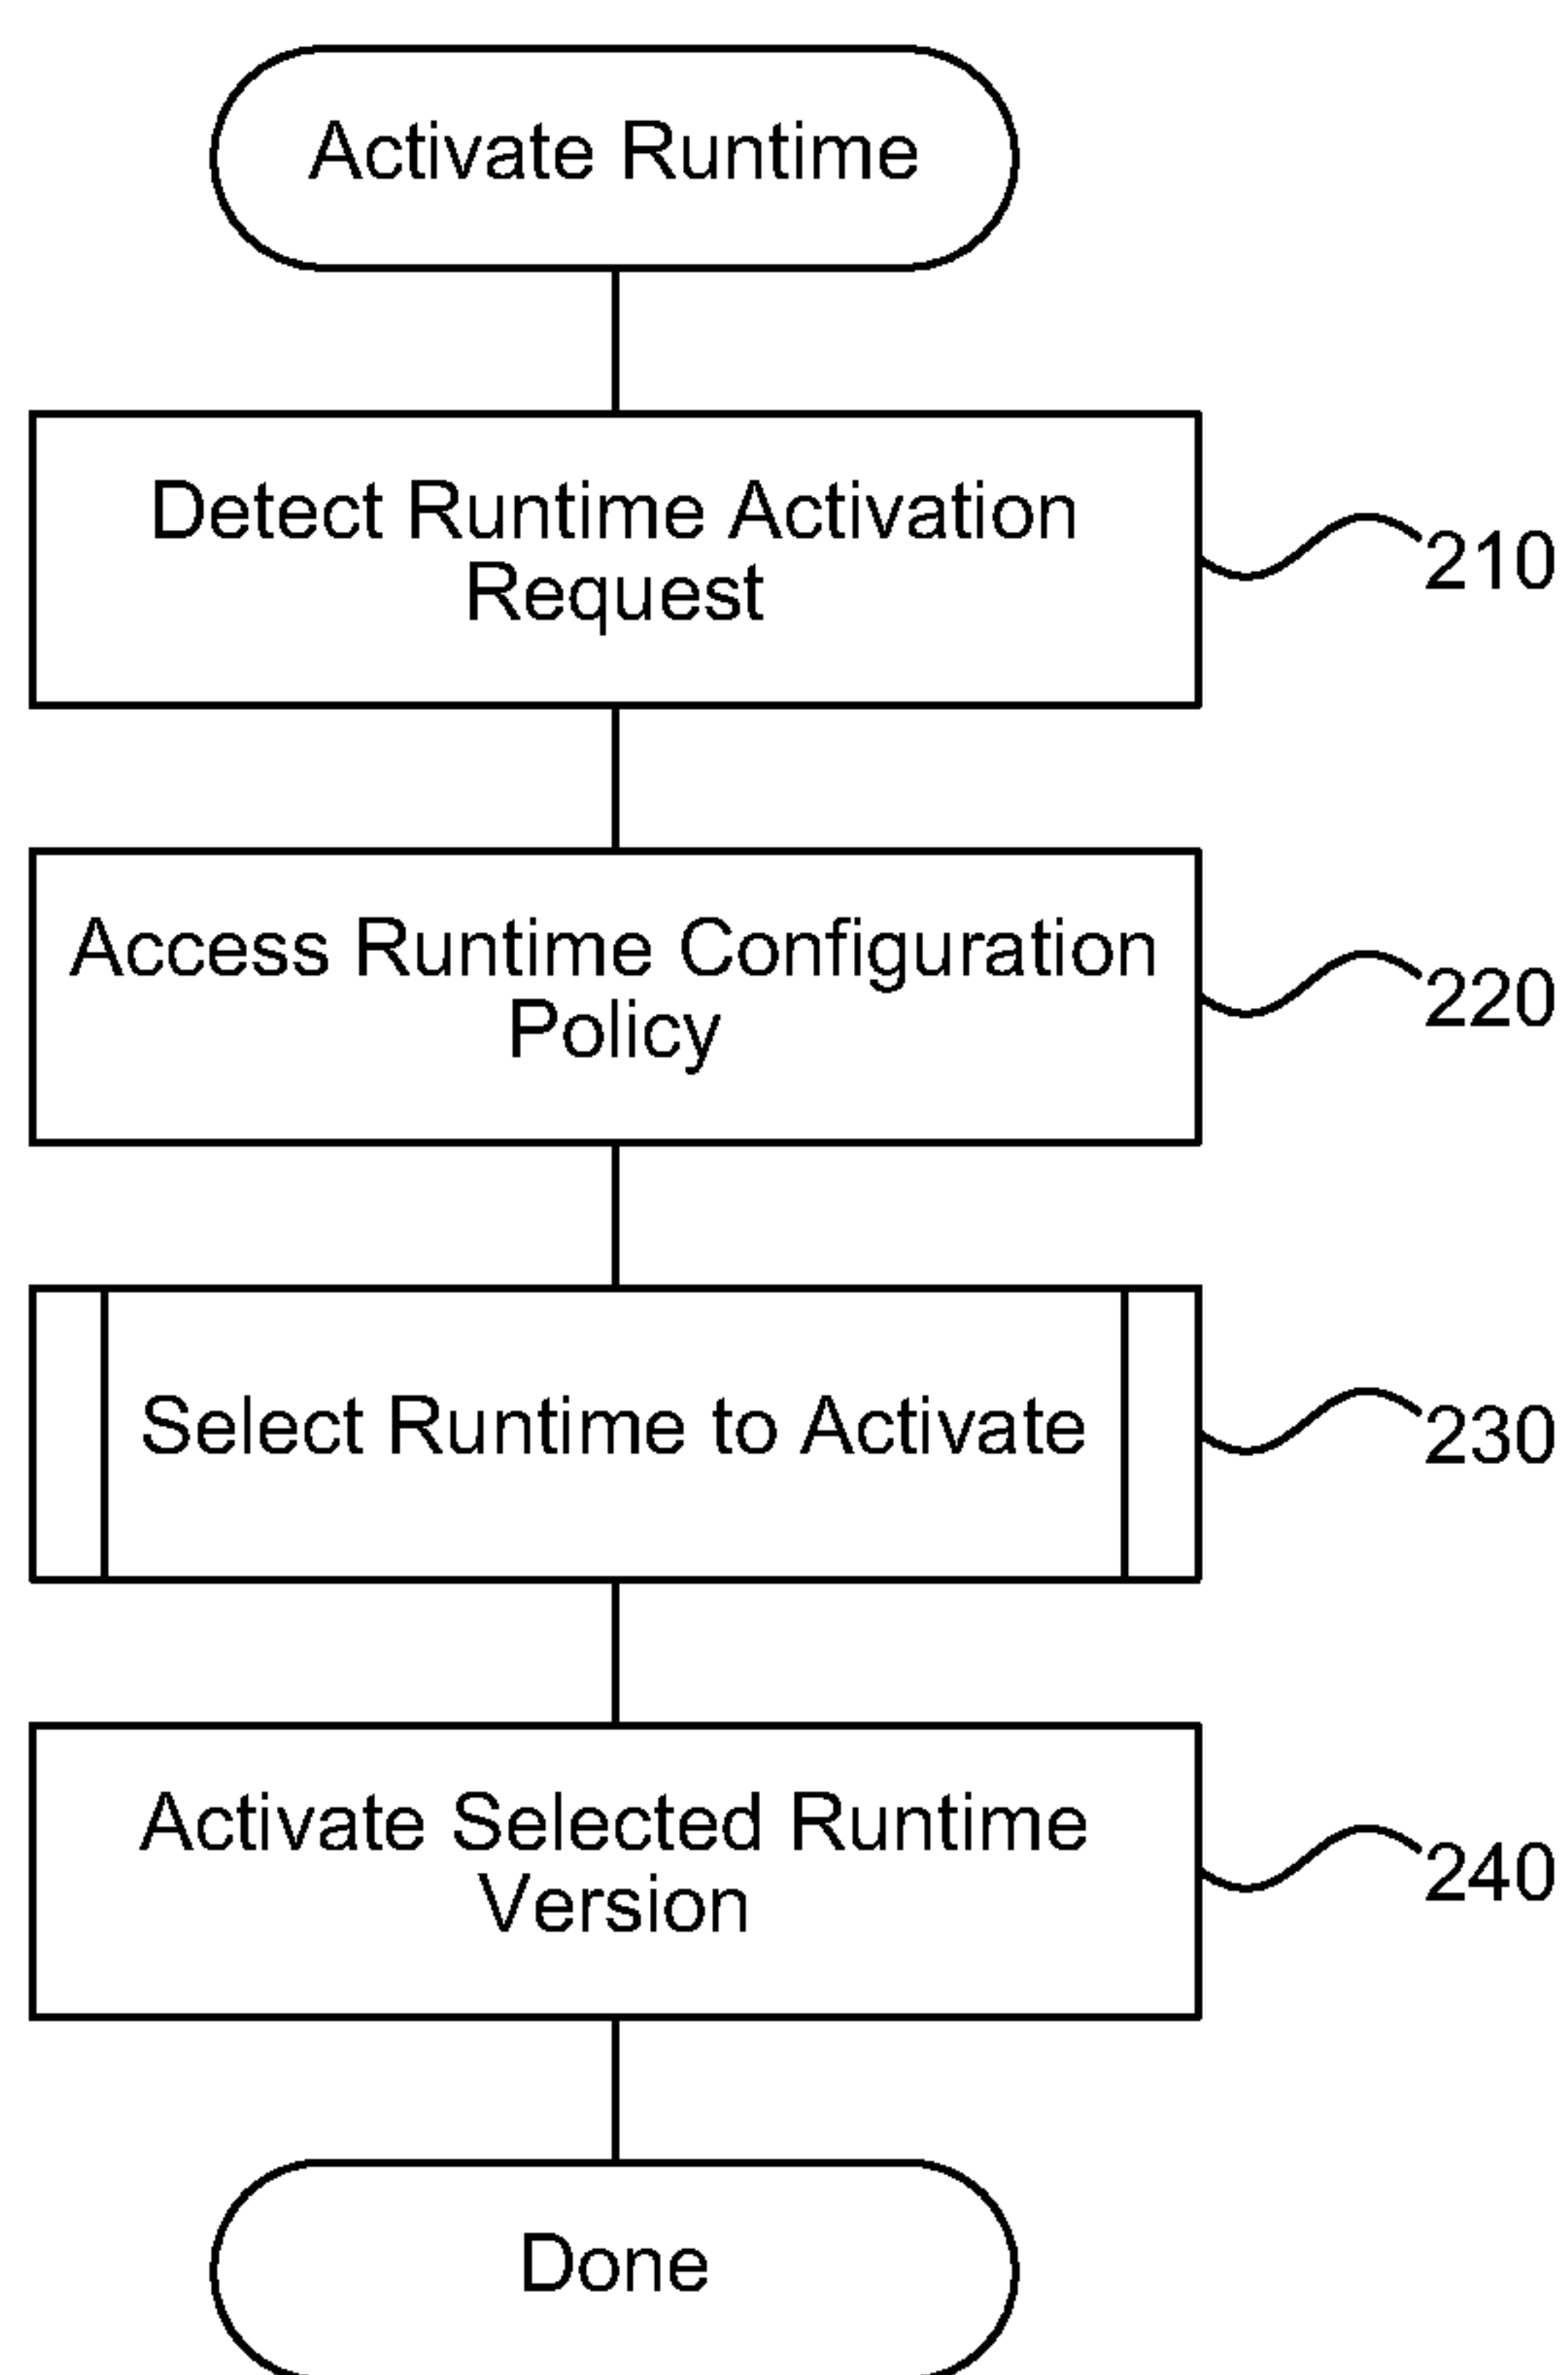 Activate Runtime
Detect Runtime Activation
Request
210
Access Runtime Configuration
Policy
220
Select Runtime to Activate
230
Activate Selected Runtime
Version
240
Done